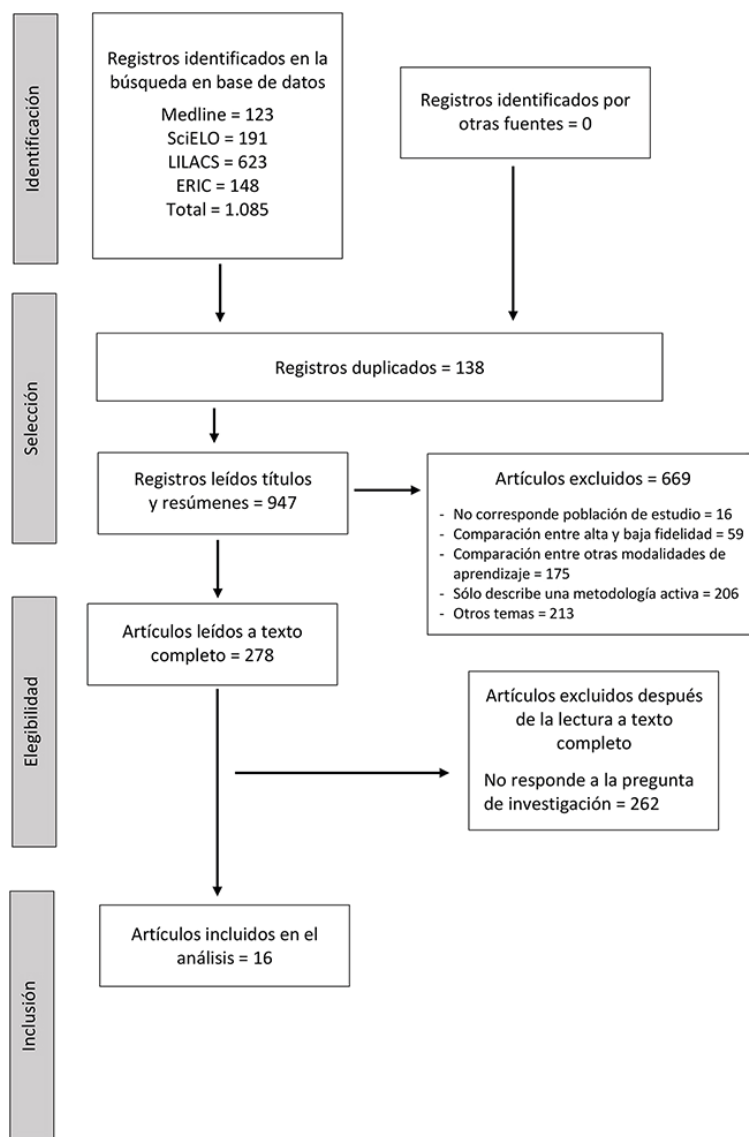 Identificación
Registros identificados en la
búsqueda en base de datos
Medline = 123
SciELO = 191
LILACS = 623
ERIC = 148
Total = 1.085
Registros identificados por
otras fuentes = 0
Selección
Registros duplicados = 138
Registros leídos títulos
y resúmenes = 947
Artículos excluidos = 669
- No corresponde población de estudio = 16
- Comparación entre alta y baja fidelidad = 59
- Comparación entre otras modalidades de
aprendizaje = 175
- Sólo describe una metodología activa = 206
- Otros temas = 213
Elegibilidad
Artículos leídos a texto
completo = 278
Artículos excluidos después
de la lectura a texto
completo
No responde a la pregunta
de investigación = 262
Inclusión
Artículos incluidos en el
análisis = 16